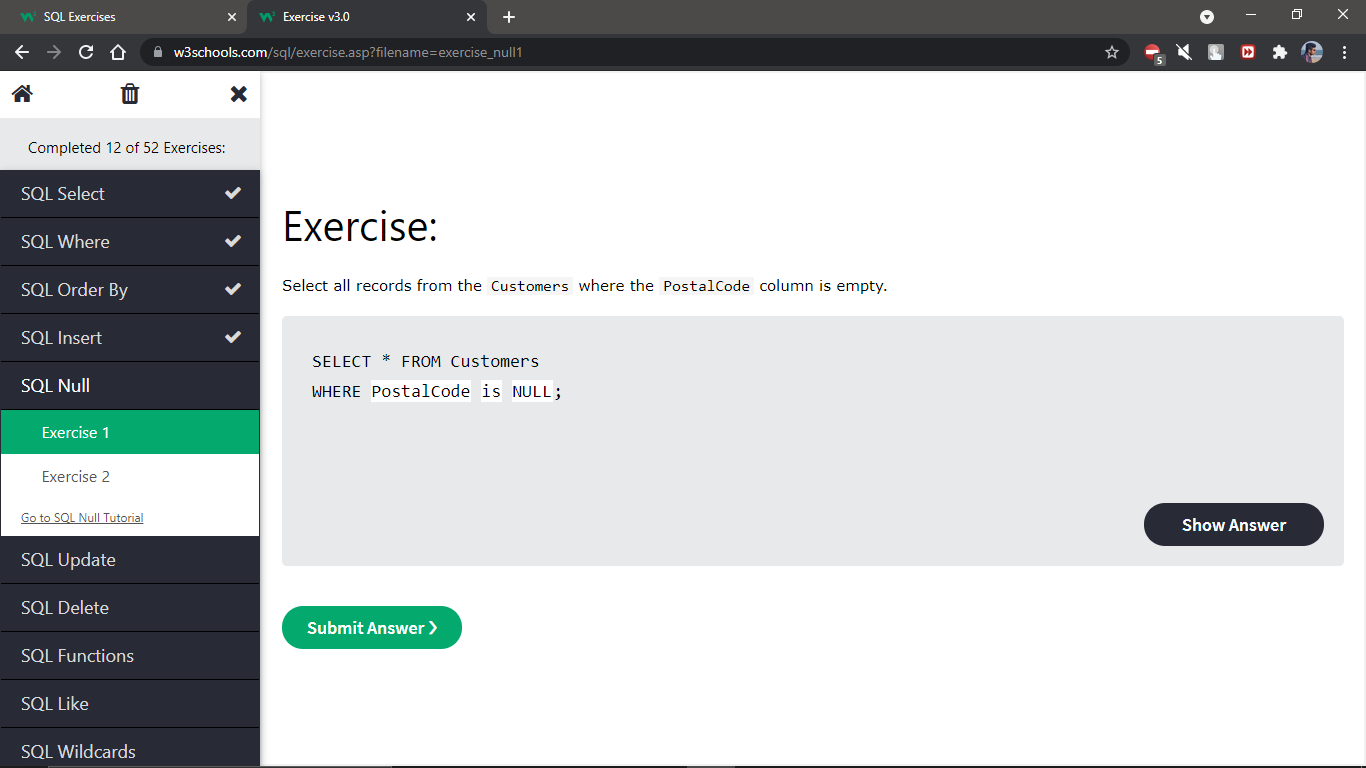 SQL Exercises
Exercise v3.0
w3schools.com/sql/exercise.asp?filename=exercise_null1
5
Completed 12 of 52 Exercises:
SQL Select
SQL Where
SQL Order By
SQL Insert
SQL Null
Exercise 1
Exercise 2
Go to SQL Null Tutorial
SQL Update
SQL Delete
SQL Functions
SQL Like
SQL Wildcards
Exercise:
Select all records from the Customers where the PostalCode column is empty.
SELECT * FROM Customers
WHERE PostalCode is NULL;
Show Answer
Submit Answer ❯